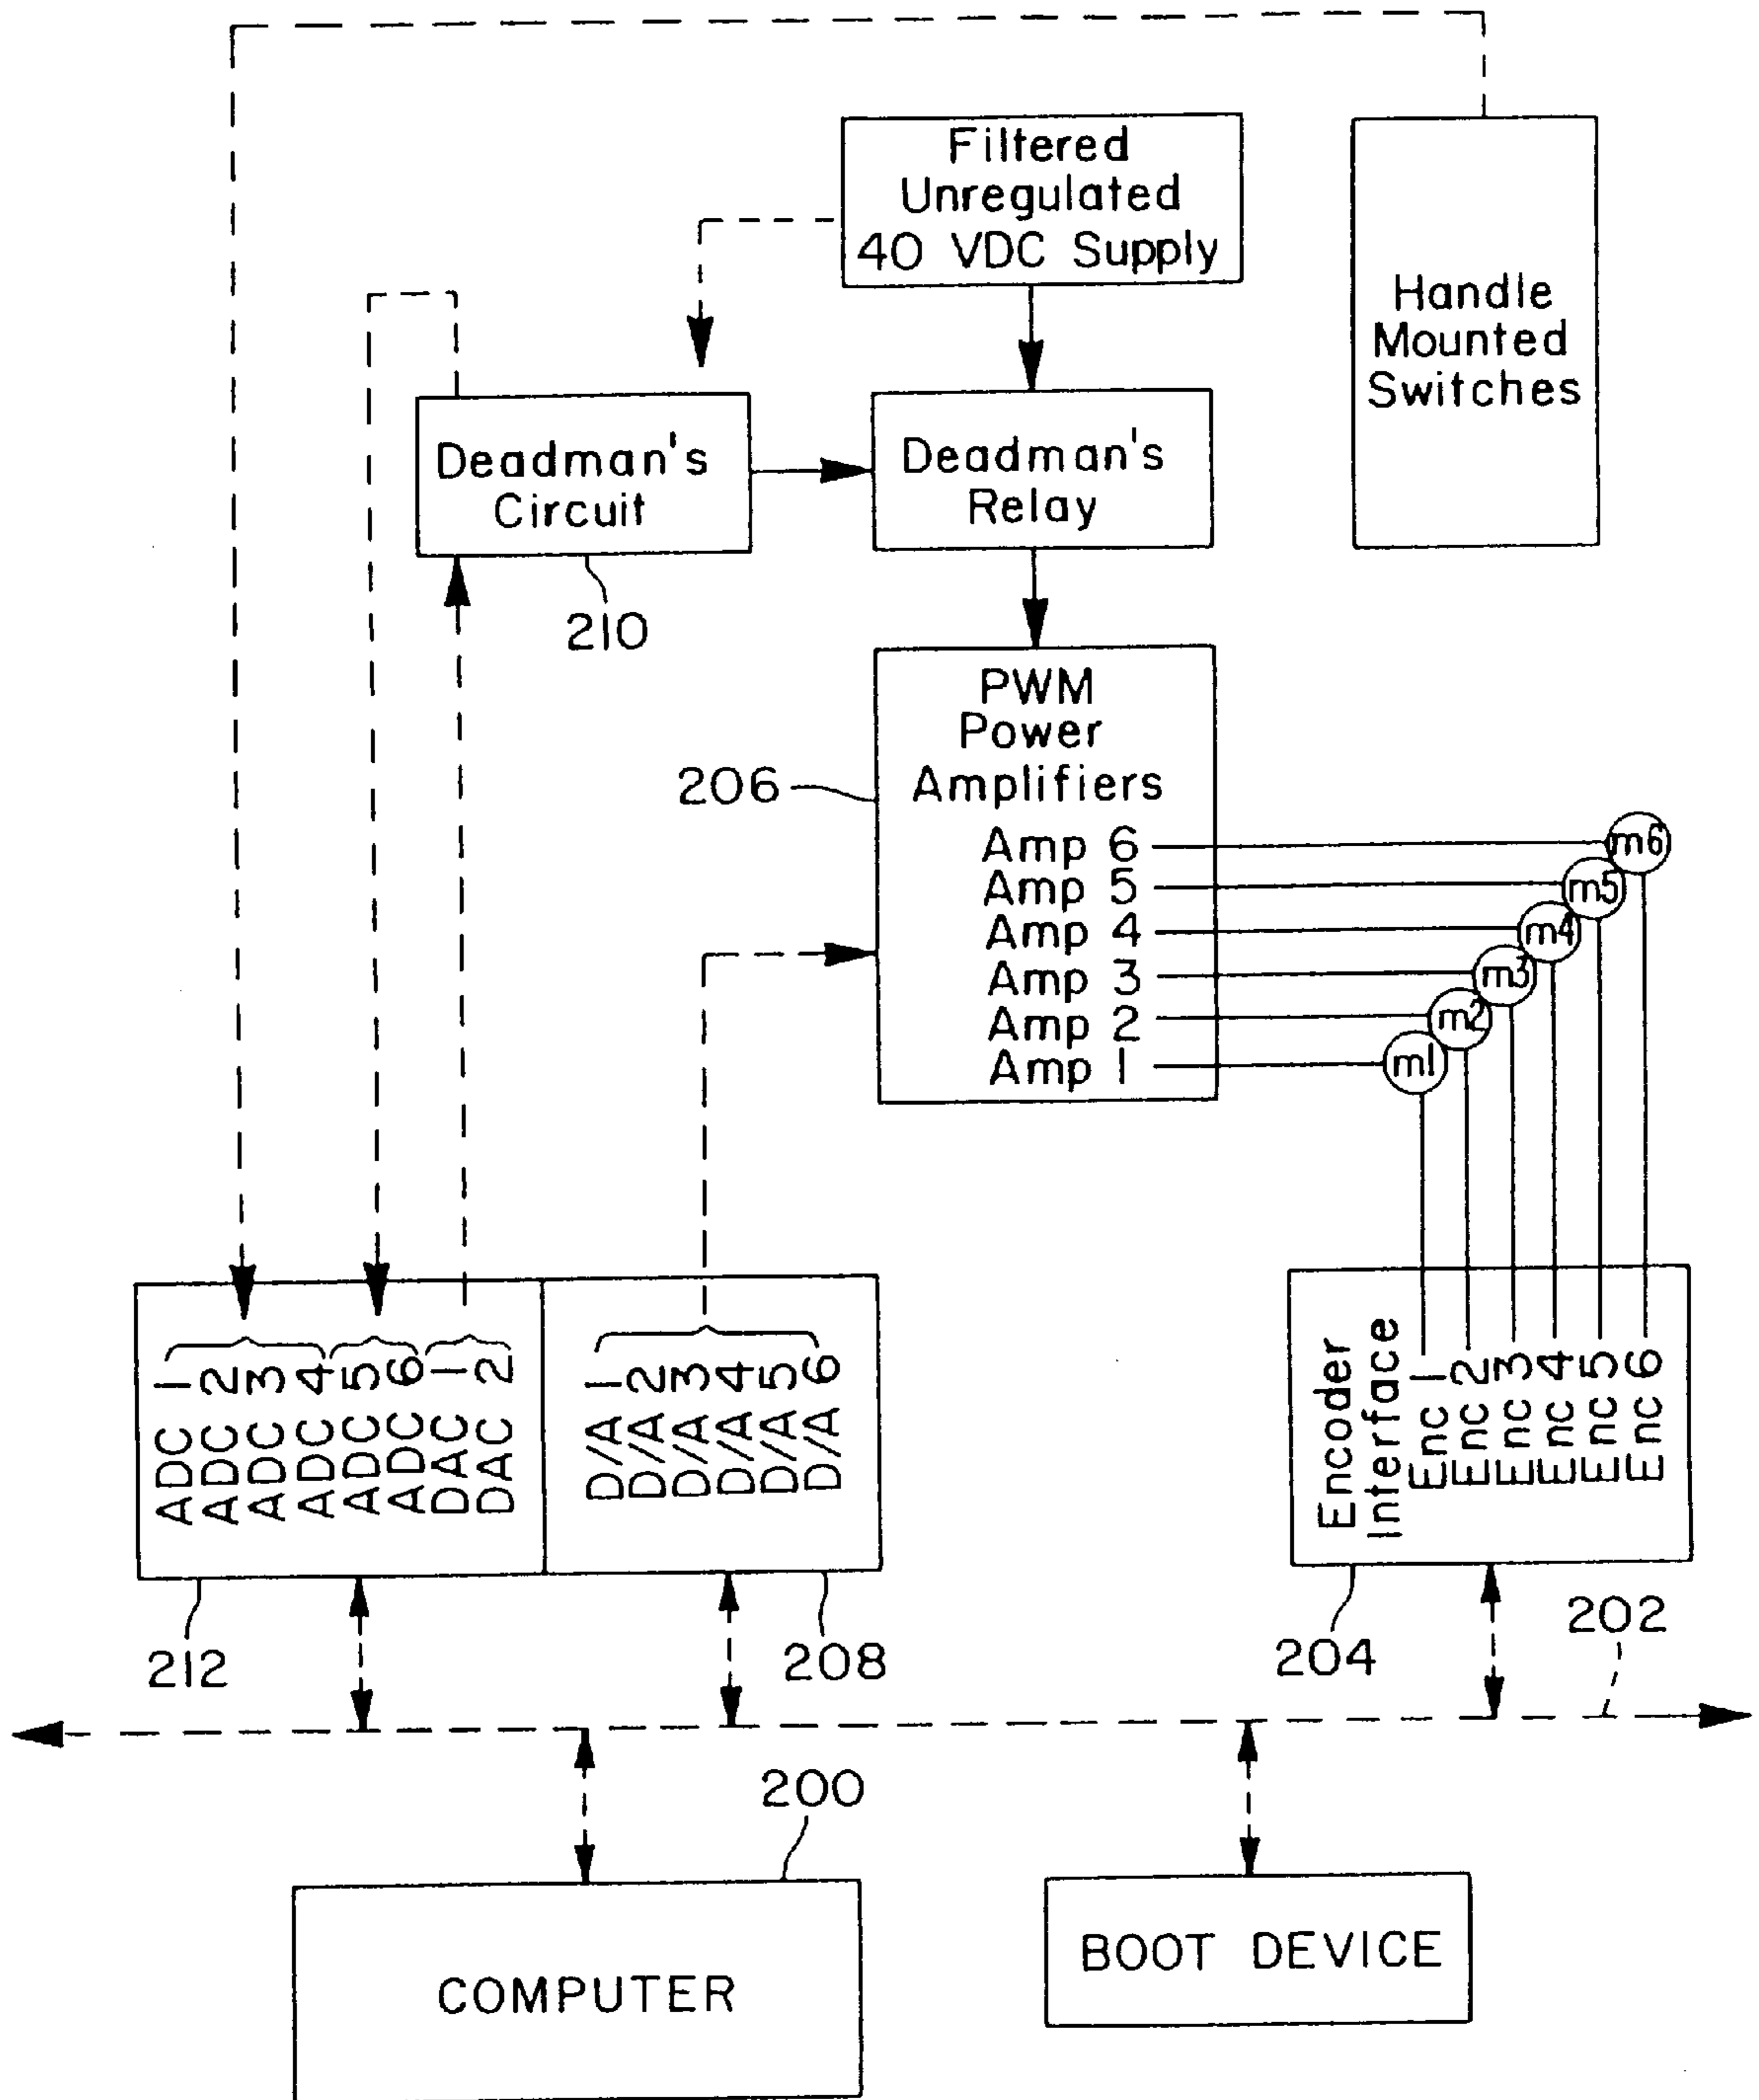 Filtered
Unregulated
40 VDC Supply
Handle
Mounted
Switches
Deadman's
Circuit
Deadman's
Relay
210
PWM
Power
Amplifiers
206
Amp 6
Amp 5
Amp 4
Amp 3
Amp 2
Amp 1
m6
m5
m4
m3
m2
m1
ADC 1
ADC 2
ADC 3
ADC 4
ADC 5
ADC 6
DAC 1
DAC 2
D/A 1
D/A 2
D/A 3
D/A 4
D/A 5
D/A 6
Encoder
Interface
Enc 1
Enc 2
Enc 3
Enc 4
Enc 5
Enc 6
212
208
204
202
200
COMPUTER
BOOT DEVICE